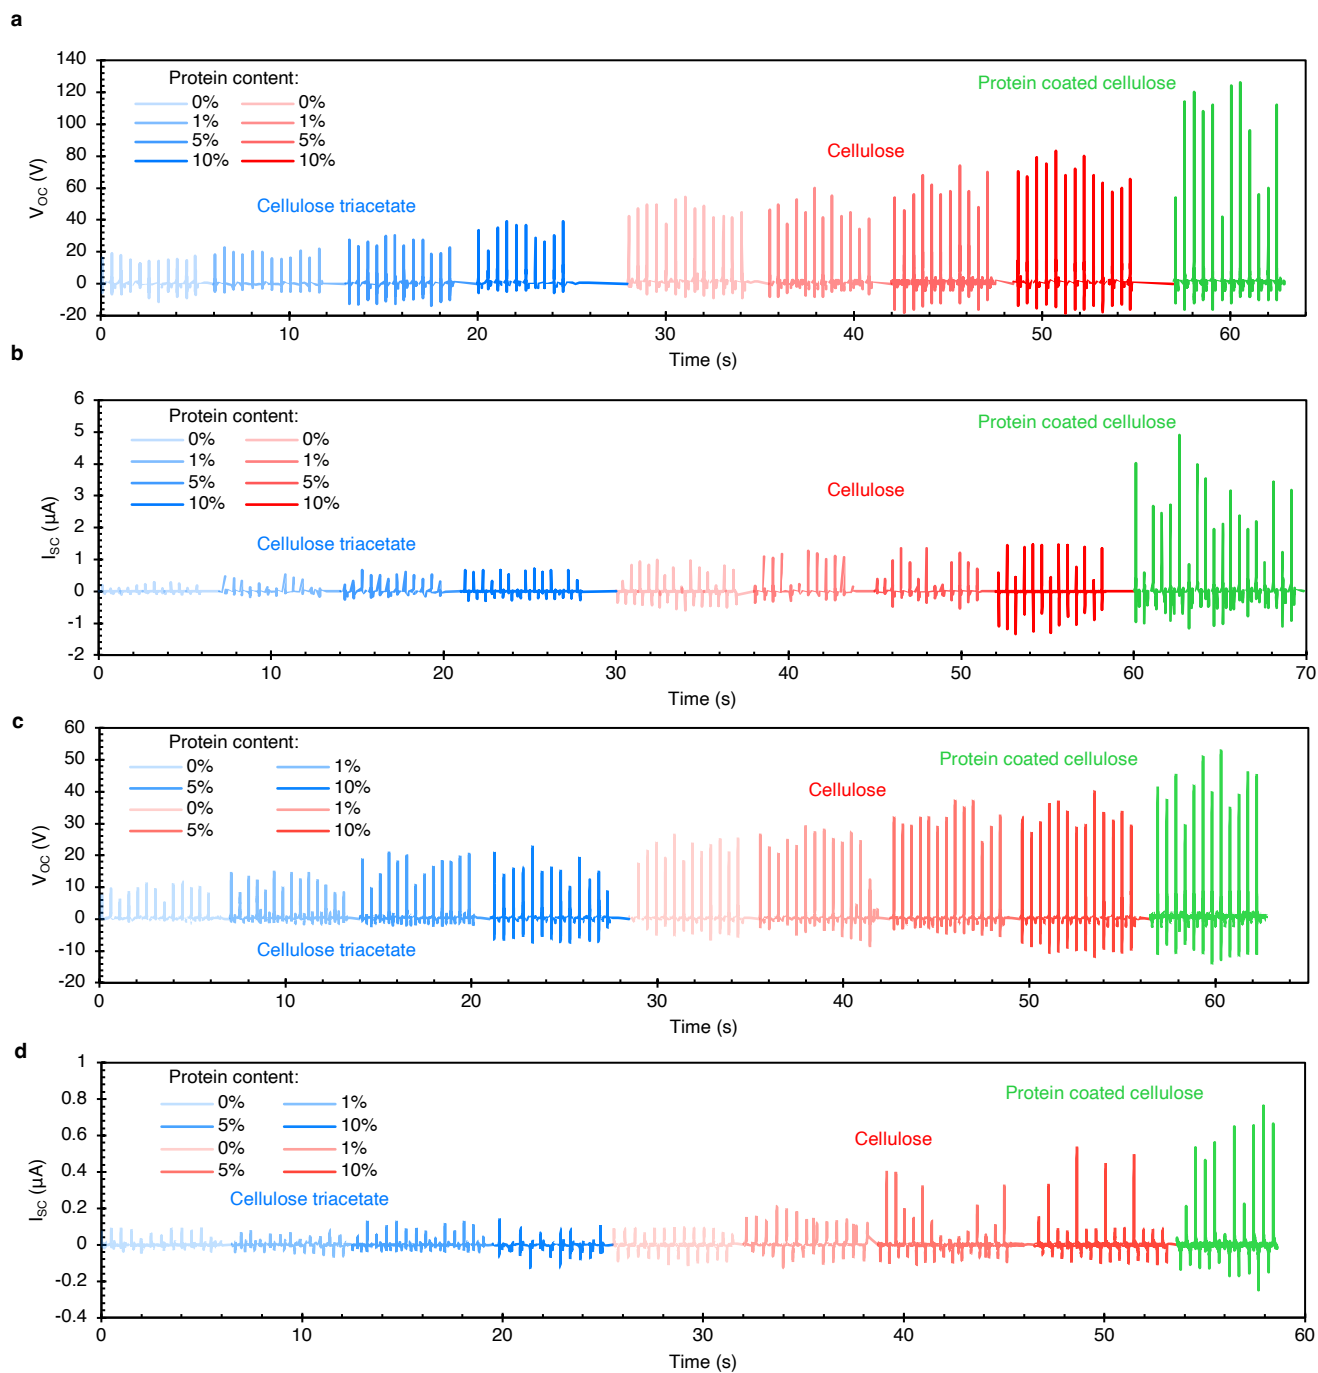 a
140
120
100
80
60
40
20
0
-20
V_OC (V)
Protein content:
0% 0%
1% 1%
5% 5%
10% 10%
Cellulose triacetate
Cellulose
Protein coated cellulose
0 10 20 30 40 50 60
Time (s)
b
6
5
4
3
2
1
0
-1
-2
I_SC (µA)
Protein content:
0% 0%
1% 1%
5% 5%
10% 10%
Cellulose triacetate
Cellulose
Protein coated cellulose
0 10 20 30 40 50 60 70
Time (s)
c
60
50
40
30
20
10
0
-10
-20
V_OC (V)
Protein content:
0% 1%
5% 10%
0% 1%
5% 10%
Cellulose triacetate
Cellulose
Protein coated cellulose
0 10 20 30 40 50 60
Time (s)
d
1
0.8
0.6
0.4
0.2
0
-0.2
-0.4
I_SC (µA)
Protein content:
0% 1%
5% 10%
0% 1%
5% 10%
Cellulose triacetate
Cellulose
Protein coated cellulose
0 10 20 30 40 50 60
Time (s)